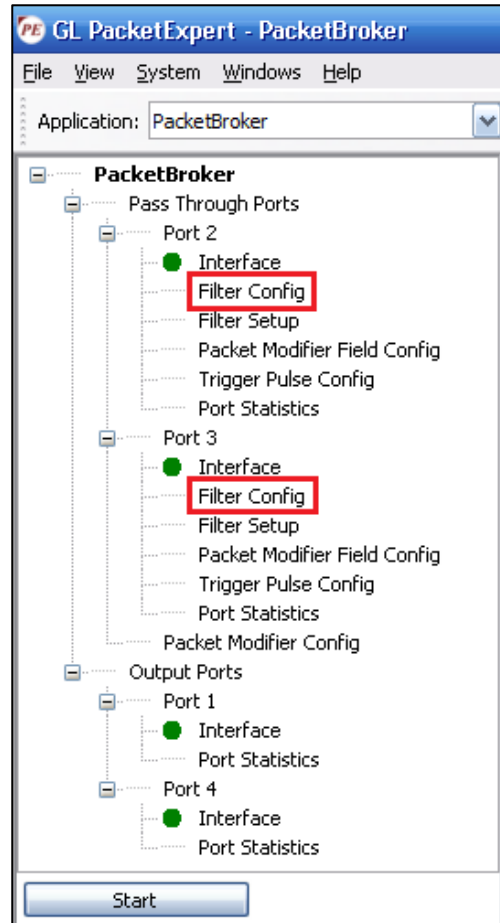 PE GL PacketExpert - PacketBroker
File View System Windows Help
Application: PacketBroker
PacketBroker
Pass Through Ports
Port 2
Interface
Filter Config
Filter Setup
Packet Modifier Field Config
Trigger Pulse Config
Port Statistics
Port 3
Interface
Filter Config
Filter Setup
Packet Modifier Field Config
Trigger Pulse Config
Port Statistics
Packet Modifier Config
Output Ports
Port 1
Interface
Port Statistics
Port 4
Interface
Port Statistics
Start